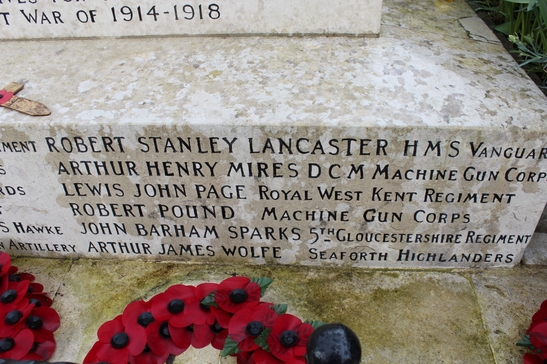 T WAR OF 1914-1918
MENT ROBERT STANLEY LANCASTER H.M.S VANGUAR
ARTHUR HENRY MIRES D C M MACHINE GUN CORP
RDS LEWIS JOHN PAGE ROYAL WEST KENT REGIMENT
ROBERT POUND MACHINE GUN CORPS
S HAWKE JOHN BARHAM SPARKS 5TH GLOUCESTERSHIRE REGIMENT
N ARTILLERY ARTHUR JAMES WOLFE SEAFORTH HIGHLANDERS